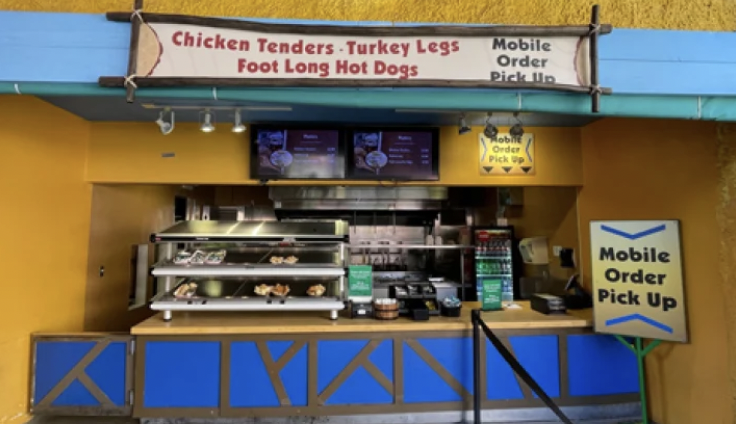 Chicken Tenders - Turkey Legs
Foot Long Hot Dogs
Mobile
Order
Pick Up
Mobile
Order
Pick Up
Mobile
Order
Pick Up